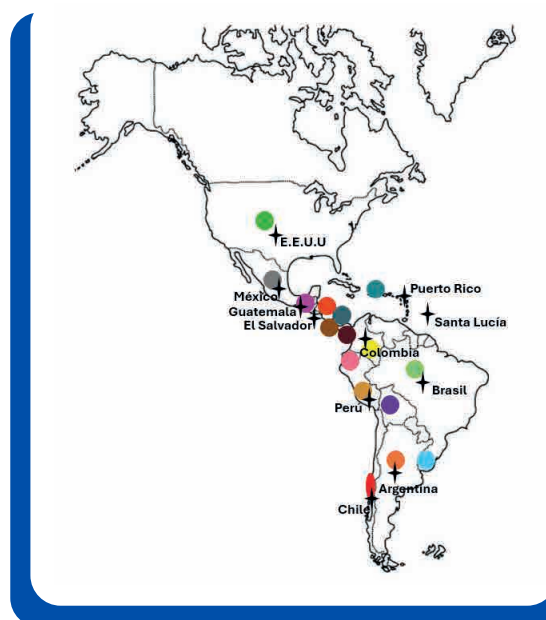 E.E.U.U
Puerto Rico
México
Guatemala
Santa Lucía
El Salvador
Colombia
Brasil
Perú
Argentina
Chile